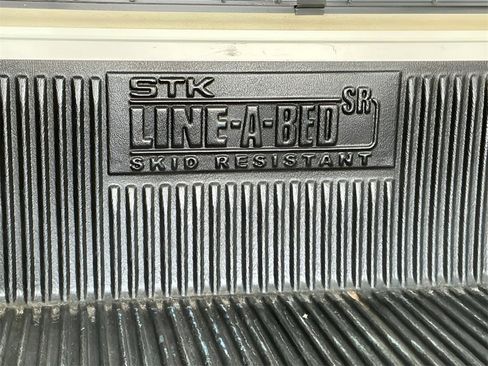 STK
LINE-A-BED SR
SKID RESISTANT